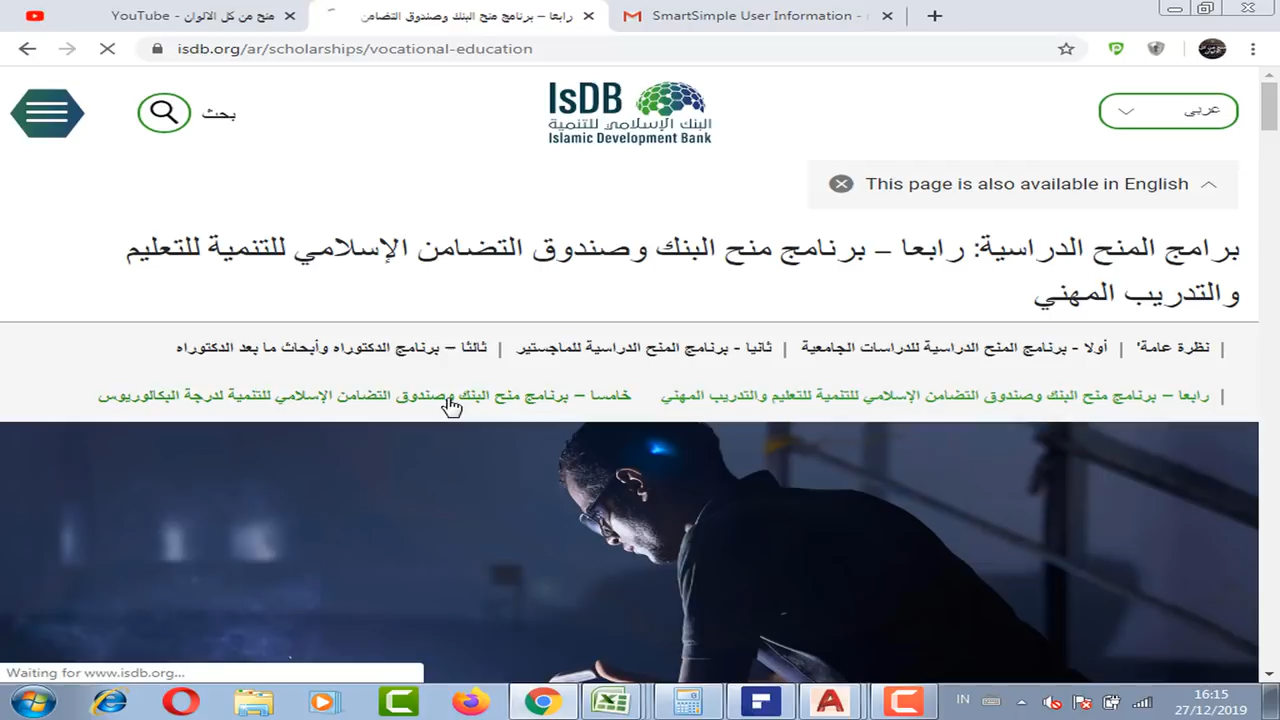 YouTube - منح من كل الالوان
رابعا – برنامج منح البنك وصندوق التضامن
SmartSimple User Information -
isdb.org/ar/scholarships/vocational-education
بحث
IsDB
البنك الإسلامي للتنمية
Islamic Development Bank
عربى
This page is also available in English
برامج المنح الدراسية: رابعا – برنامج منح البنك وصندوق التضامن الإسلامي للتنمية للتعليم
والتدريب المهني
| نظرة عامة' | أولا - برنامج المنح الدراسية للدراسات الجامعية | ثانيا - برنامج المنح الدراسية للماجستير | ثالثا – برنامج الدكتوراه وأبحاث ما بعد الدكتوراه
| رابعا – برنامج منح البنك وصندوق التضامن الإسلامي للتنمية للتعليم والتدريب المهني خامسا – برنامج منح البنك وصندوق التضامن الإسلامي للتنمية لدرجة البكالوريوس
Waiting for www.isdb.org...
IN
16:15
27/12/2019